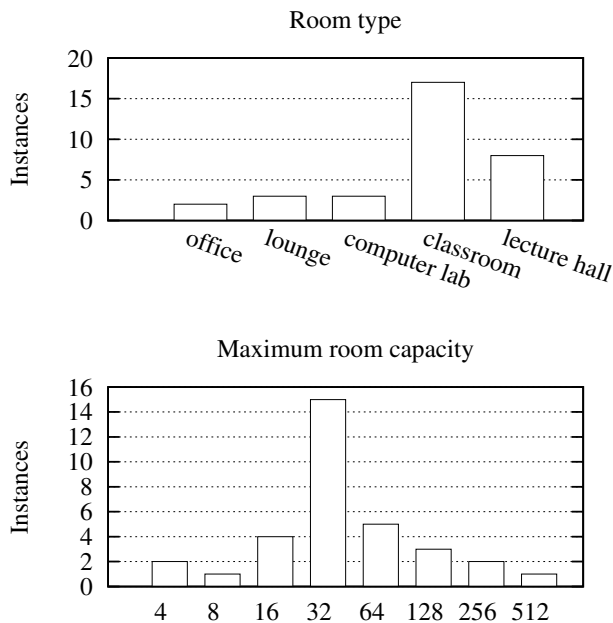 Room type
Instances
20
15
10
5
0
office lounge computer lab classroom lecture hall
Maximum room capacity
Instances
16
14
12
10
8
6
4
2
0
4 8 16 32 64 128 256 512